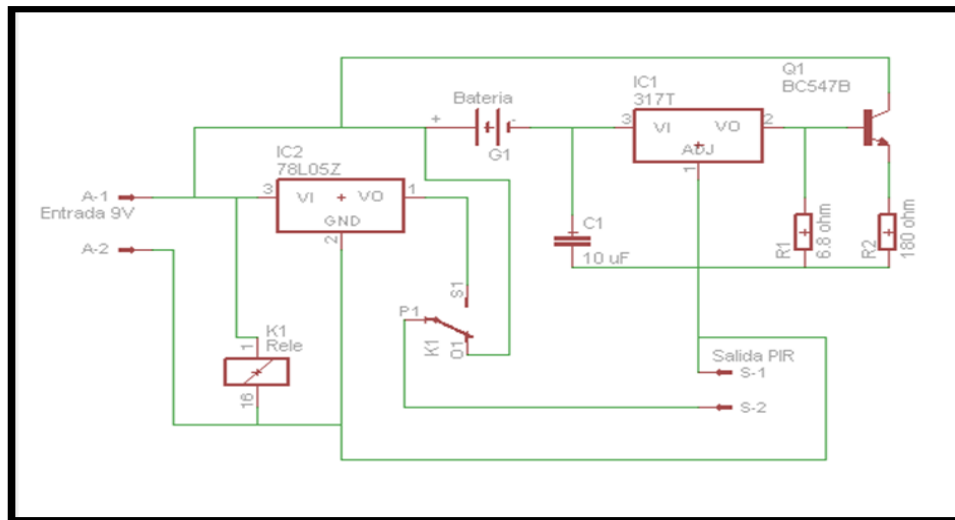 Q1
BC547B
IC1
317T
Bateria
+
-
G1
3
VI
VO
2
ADJ
1
IC2
78L05Z
3
VI
VO
1
GND
2
A-1
Entrada 9V
A-2
C1
10 uF
R1
6.8 ohm
R2
180 ohm
S1
P1
K1
O1
K1
Rele
1
16
Salida PIR
S-1
S-2